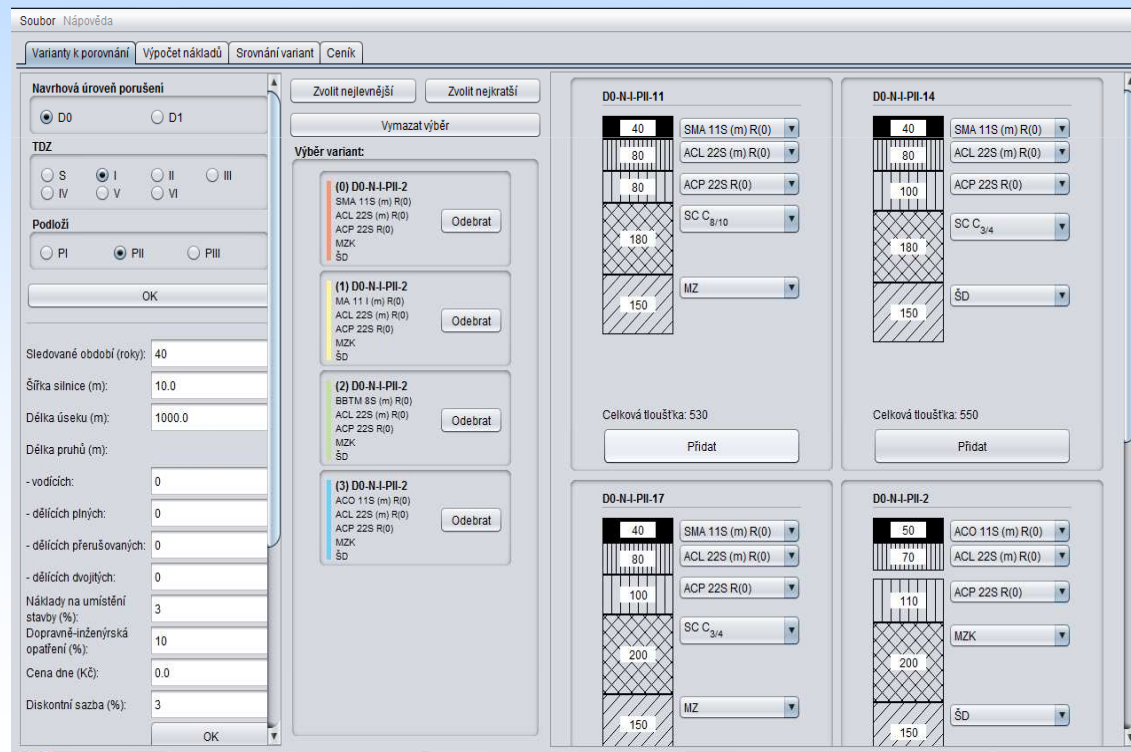 Soubor Nápověda
Varianty k porovnání Výpočet nákladů Srovnání variant Ceník
Navrhová úroveň porušení
D0 D1
TDZ
S I II III
IV V VI
Podloží
PI PII PIII
OK
Sledované období (roky): 40
Šířka silnice (m): 10.0
Délka úseku (m): 1000.0
Délka pruhů (m):
- vodících: 0
- dělících plných: 0
- dělících přerušovaných: 0
- dělících dvojitých: 0
Náklady na umístění
stavby (%): 3
Dopravně-inženýrská
opatření (%): 10
Cena dne (Kč): 0.0
Diskontní sazba (%): 3
OK
Zvolit nejlevnější Zvolit nejkratší
Vymazat výběr
Výběr variant:
(0) D0-N-I-PII-2
SMA 11S (m) R(0)
ACL 22S (m) R(0)
ACP 22S R(0)
MZK
ŠD
Odebrat
(1) D0-N-I-PII-2
MA 11 I (m) R(0)
ACL 22S (m) R(0)
ACP 22S R(0)
MZK
ŠD
Odebrat
(2) D0-N-I-PII-2
BBTM 8S (m) R(0)
ACL 22S (m) R(0)
ACP 22S R(0)
MZK
ŠD
Odebrat
(3) D0-N-I-PII-2
ACO 11S (m) R(0)
ACL 22S (m) R(0)
ACP 22S R(0)
MZK
ŠD
Odebrat
D0-N-I-PII-11
40 SMA 11S (m) R(0)
80 ACL 22S (m) R(0)
80 ACP 22S R(0)
180 SC C8/10
150 MZ
Celková tloušťka: 530
Přidat
D0-N-I-PII-14
40 SMA 11S (m) R(0)
80 ACL 22S (m) R(0)
100 ACP 22S R(0)
180 SC C3/4
150 ŠD
Celková tloušťka: 550
Přidat
D0-N-I-PII-17
40 SMA 11S (m) R(0)
80 ACL 22S (m) R(0)
100 ACP 22S R(0)
200 SC C3/4
150 MZ
D0-N-I-PII-2
50 ACO 11S (m) R(0)
70 ACL 22S (m) R(0)
110 ACP 22S R(0)
200 MZK
150 ŠD